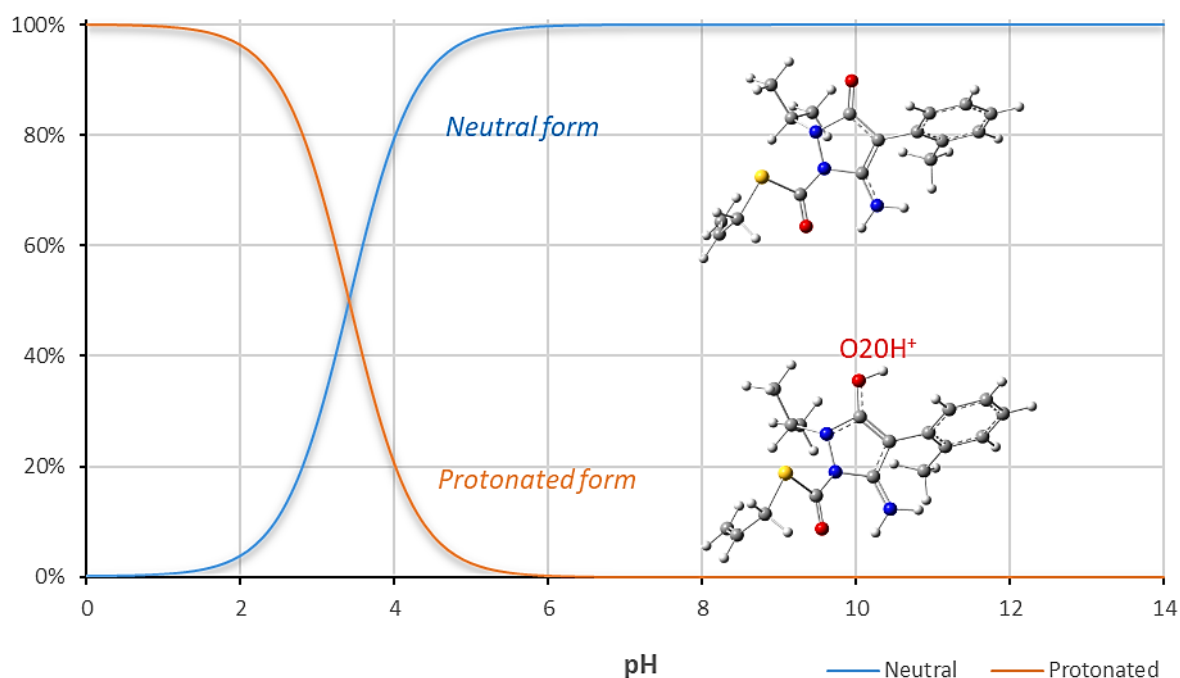 100%
80%
60%
40%
20%
0%
Neutral form
O20H⁺
Protonated form
0 2 4 6 8 10 12 14
pH
Neutral Protonated